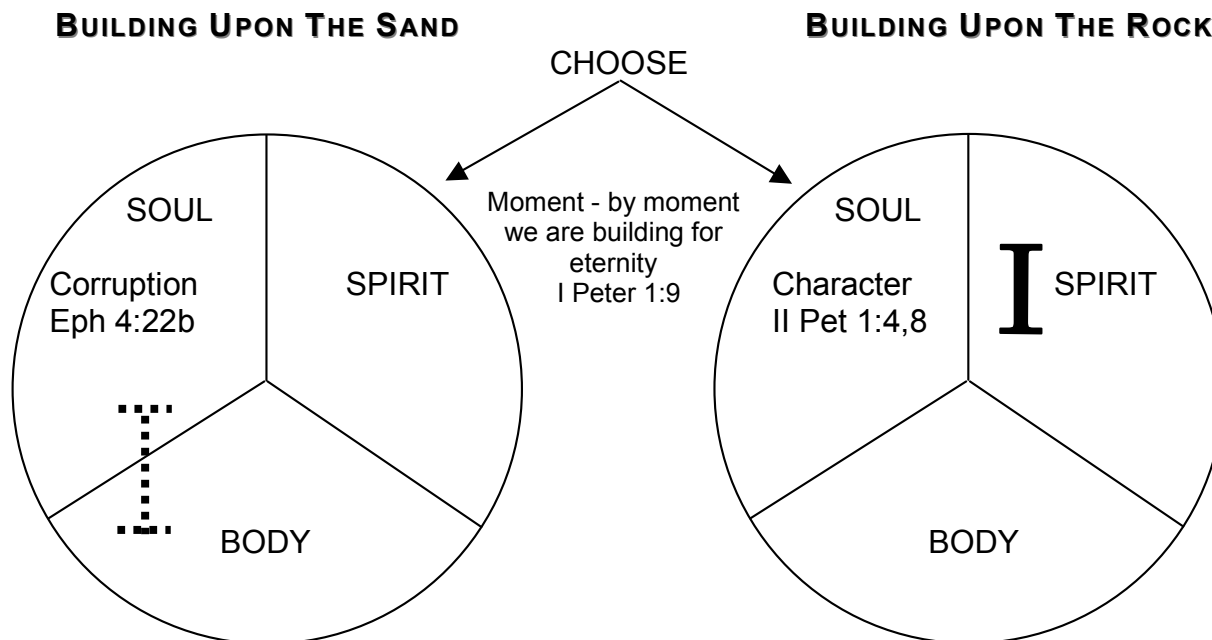 BUILDING UPON THE SAND
BUILDING UPON THE ROCK
CHOOSE
SOUL
Corruption
Eph 4:22b
SPIRIT
I
BODY
Moment - by moment
we are building for
eternity
I Peter 1:9
SOUL
Character
II Pet 1:4,8
I
SPIRIT
BODY